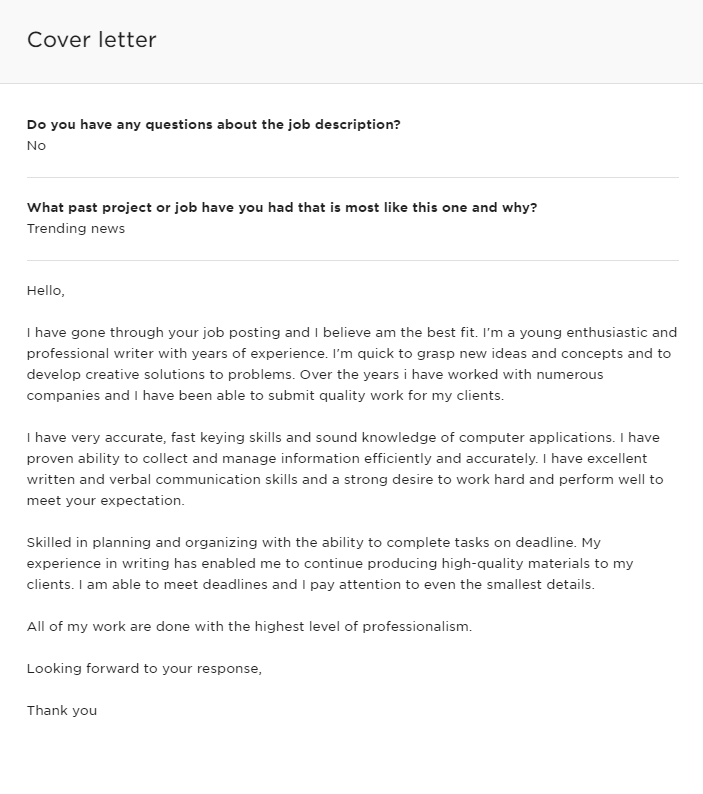 Cover letter
Do you have any questions about the job description?
No
What past project or job have you had that is most like this one and why?
Trending news
Hello,
I have gone through your job posting and I believe am the best fit. I'm a young enthusiastic and
professional writer with years of experience. I'm quick to grasp new ideas and concepts and to
develop creative solutions to problems. Over the years i have worked with numerous
companies and I have been able to submit quality work for my clients.
I have very accurate, fast keying skills and sound knowledge of computer applications. I have
proven ability to collect and manage information efficiently and accurately. I have excellent
written and verbal communication skills and a strong desire to work hard and perform well to
meet your expectation.
Skilled in planning and organizing with the ability to complete tasks on deadline. My
experience in writing has enabled me to continue producing high-quality materials to my
clients. I am able to meet deadlines and I pay attention to even the smallest details.
All of my work are done with the highest level of professionalism.
Looking forward to your response,
Thank you